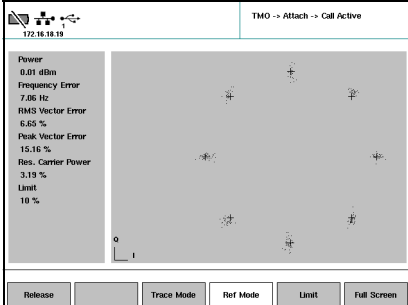 1
172.16.18.19
TMO -> Attach -> Call Active
Power
0.01 dBm
Frequency Error
7.06 Hz
RMS Vector Error
6.65 %
Peak Vector Error
15.16 %
Res. Carrier Power
3.19 %
Limit
10 %
Q
I
Release
Trace Mode
Ref Mode
Limit
Full Screen